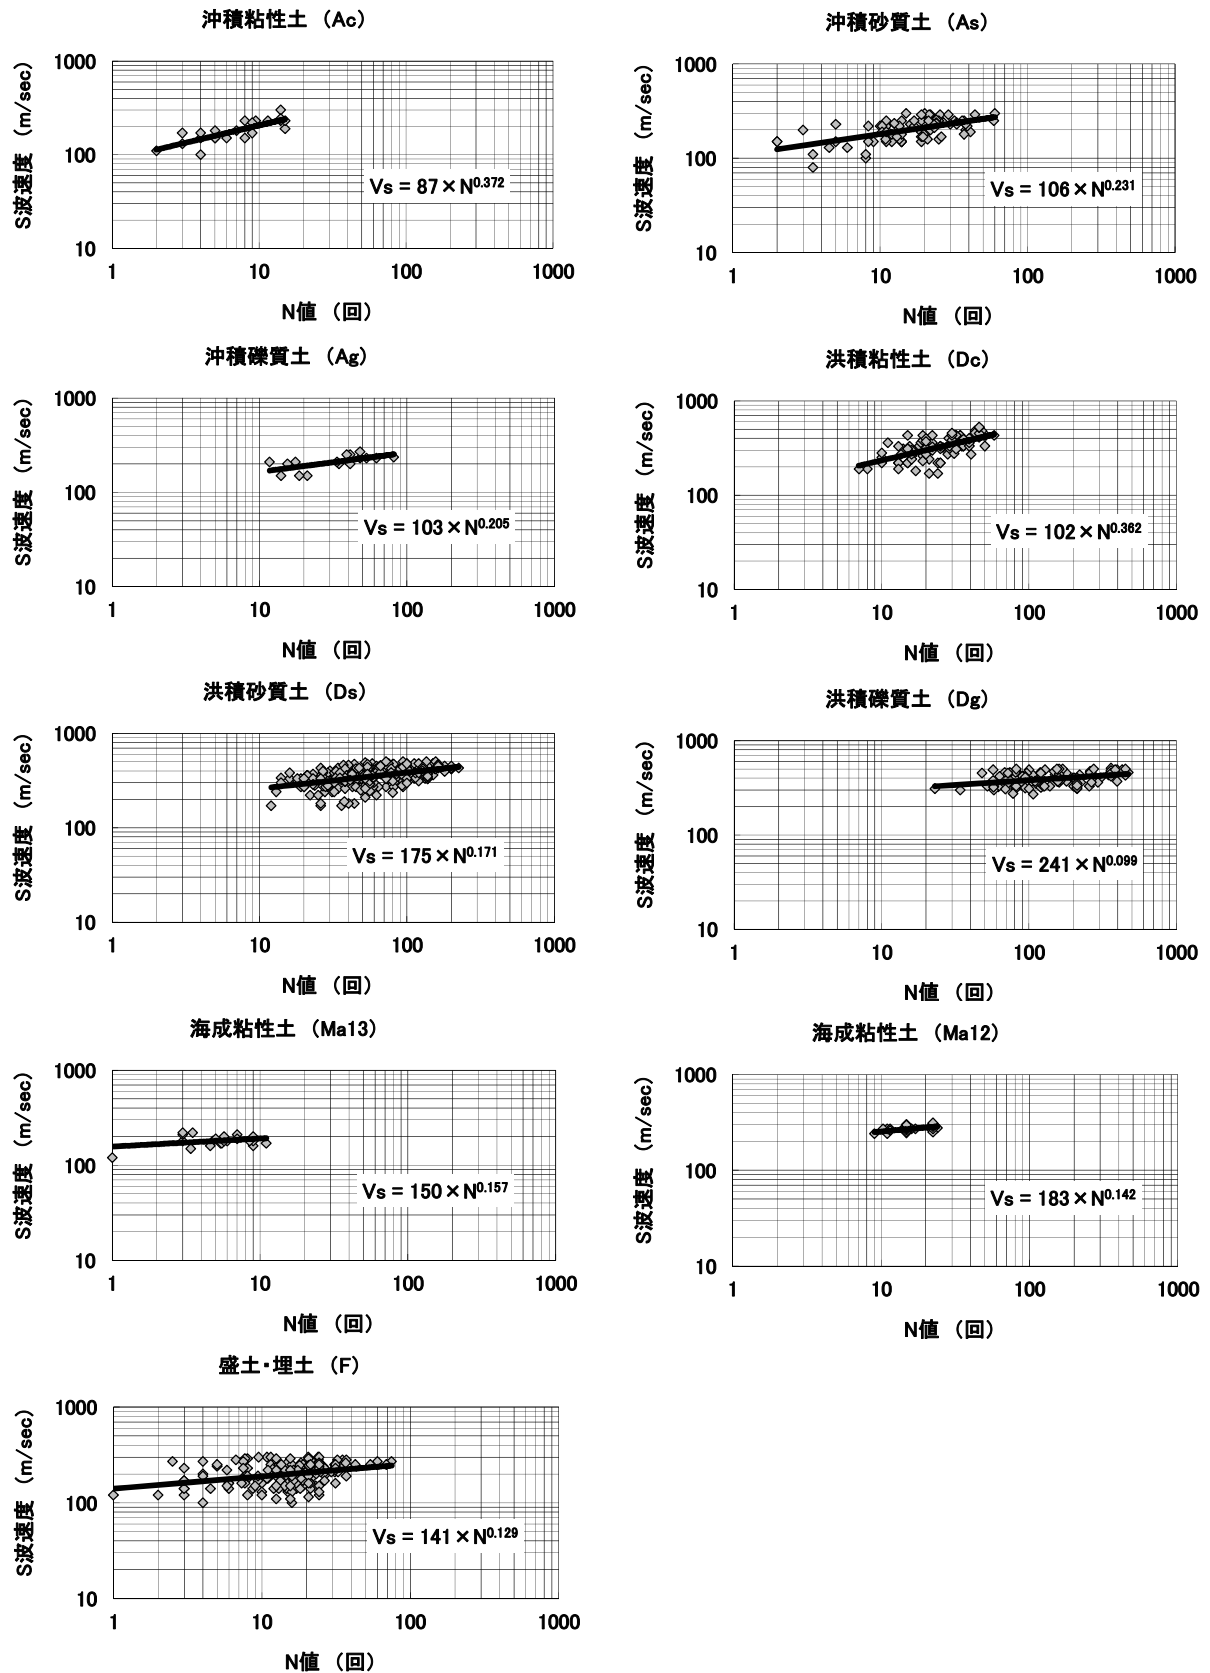 沖積粘性土 (Ac)
S波速度 (m/sec)
1000
100
10
Vs = 87×N0.372
1 10 100 1000
N値 (回)
沖積砂質土 (As)
S波速度 (m/sec)
1000
100
10
Vs = 106×N0.231
1 10 100 1000
N値 (回)
沖積礫質土 (Ag)
S波速度 (m/sec)
1000
100
10
Vs = 103×N0.205
1 10 100 1000
N値 (回)
洪積粘性土 (Dc)
S波速度 (m/sec)
1000
100
10
Vs = 102×N0.362
1 10 100 1000
N値 (回)
洪積砂質土 (Ds)
S波速度 (m/sec)
1000
100
10
Vs = 175×N0.171
1 10 100 1000
N値 (回)
洪積礫質土 (Dg)
S波速度 (m/sec)
1000
100
10
Vs = 241×N0.099
1 10 100 1000
N値 (回)
海成粘性土 (Ma13)
S波速度 (m/sec)
1000
100
10
Vs = 150×N0.157
1 10 100 1000
N値 (回)
海成粘性土 (Ma12)
S波速度 (m/sec)
1000
100
10
Vs = 183×N0.142
1 10 100 1000
N値 (回)
盛土・埋土 (F)
S波速度 (m/sec)
1000
100
10
Vs = 141×N0.129
1 10 100 1000
N値 (回)